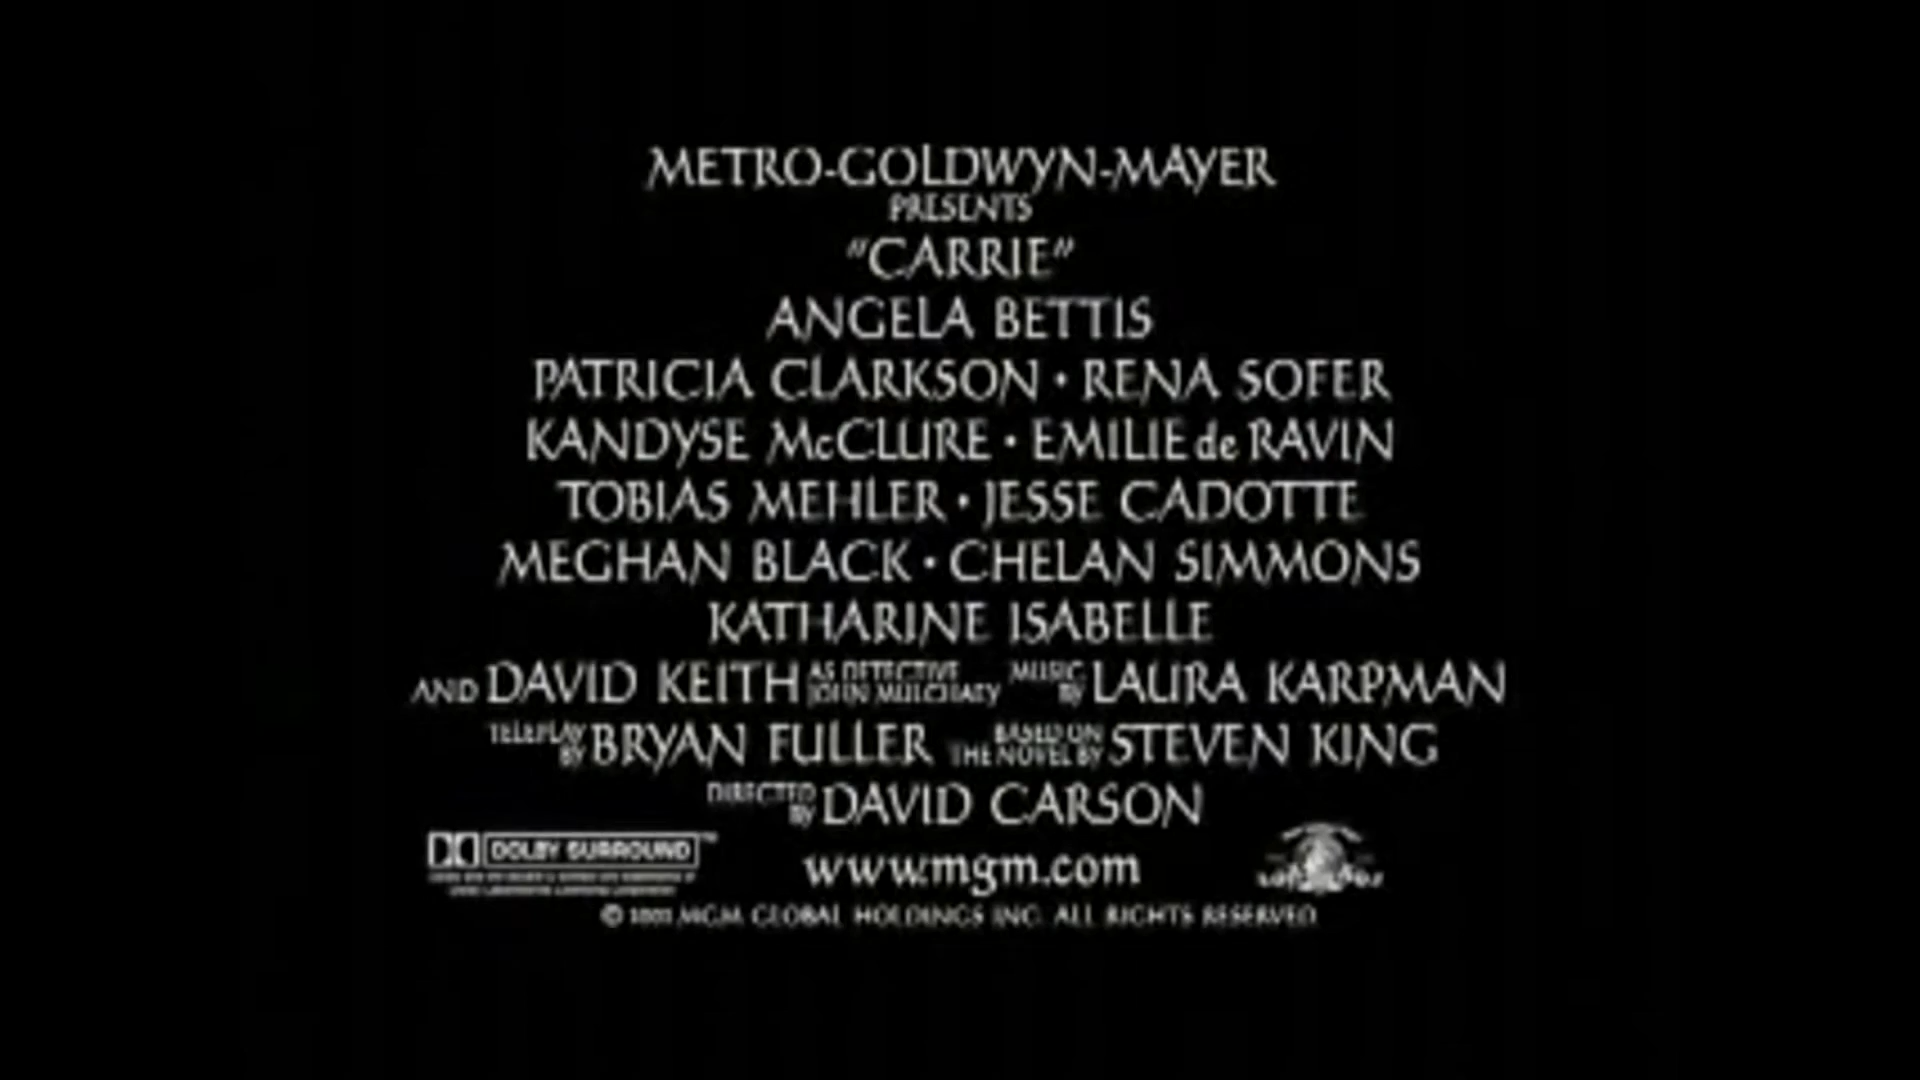 METRO-GOLDWYN-MAYER
PRESENTS
"CARRIE"
ANGELA BETTIS
PATRICIA CLARKSON • RENA SOFER
KANDYSE McCLURE • EMILIE de RAVIN
TOBIAS MEHLER • JESSE CADOTTE
MEGHAN BLACK • CHELAN SIMMONS
KATHARINE ISABELLE
AND DAVID KEITH AS DETECTIVE JOHN MULCHAEY MUSIC BY LAURA KARPMAN
TELEPLAY BY BRYAN FULLER BASED ON THE NOVEL BY STEVEN KING
DIRECTED BY DAVID CARSON
DOLBY SURROUND™
www.mgm.com
© MGM GLOBAL HOLDINGS INC. ALL RIGHTS RESERVED